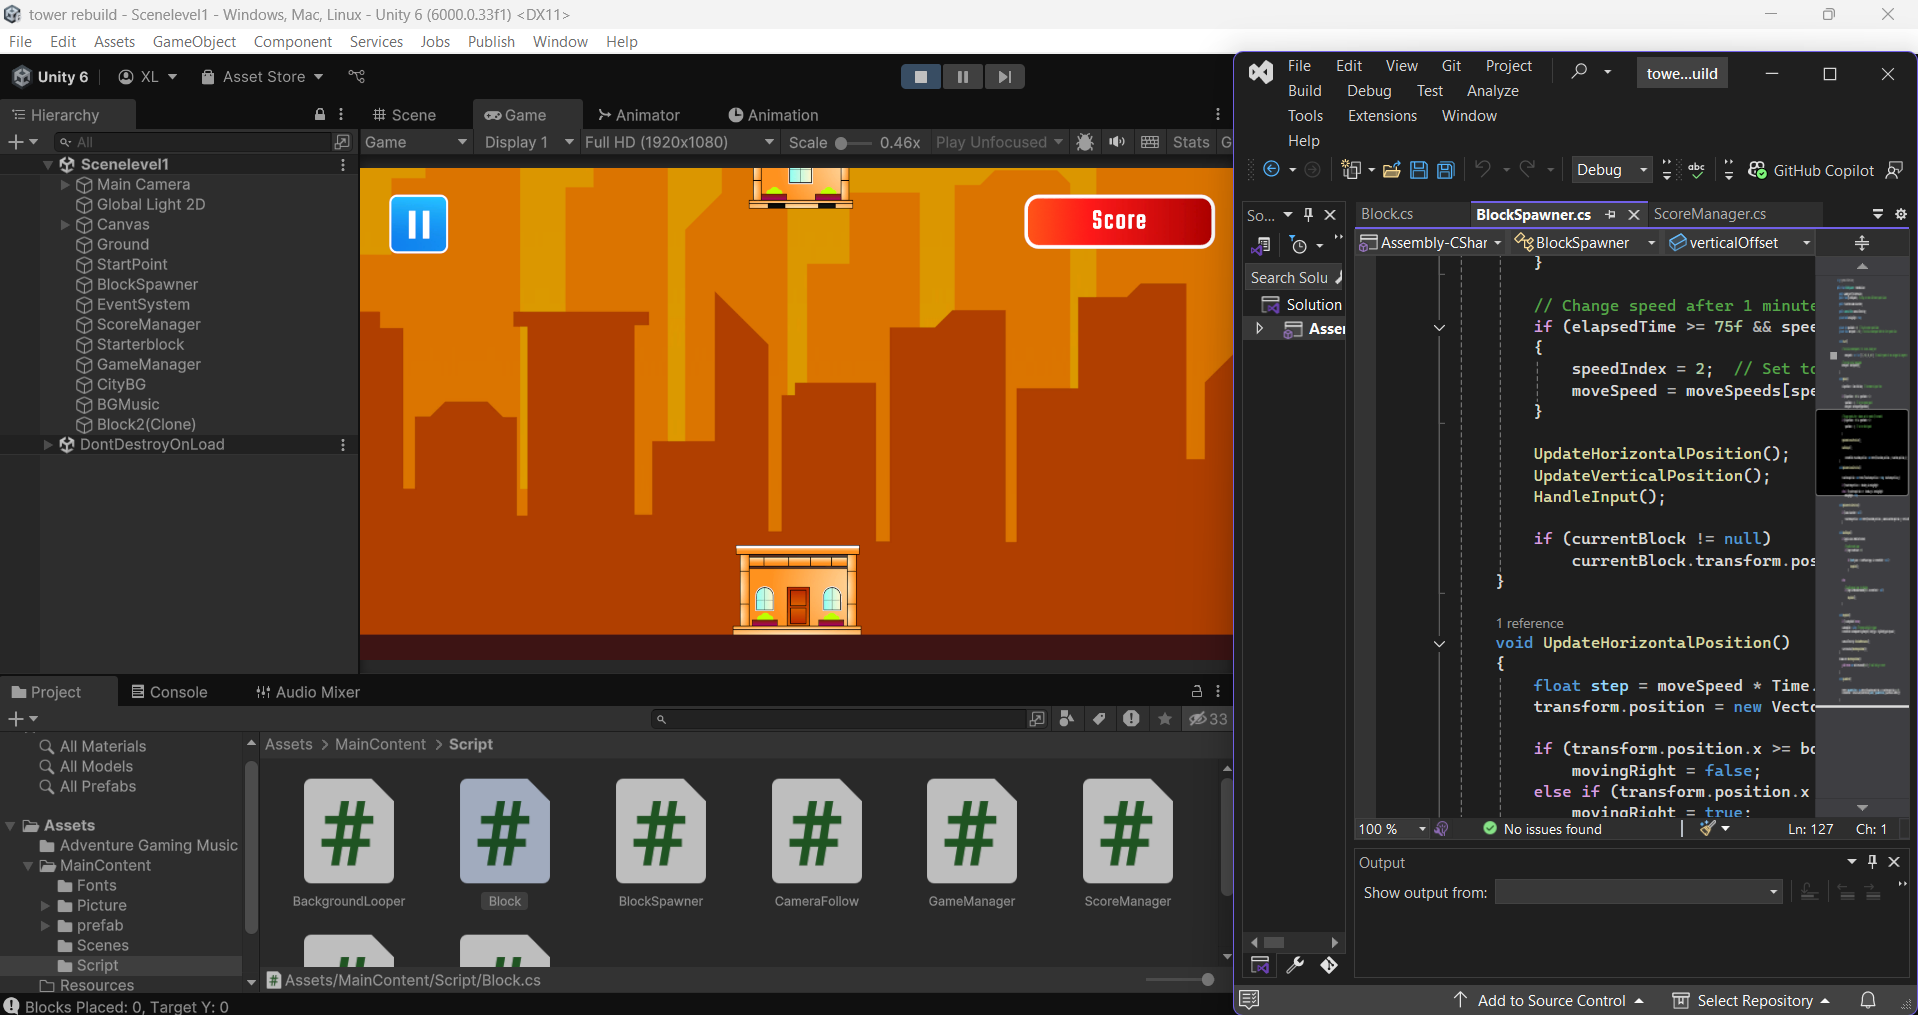 tower rebuild - Scenelevel1 - Windows, Mac, Linux - Unity 6 (6000.0.33f1) <DX11>
File Edit Assets GameObject Component Services Jobs Publish Window Help
Unity 6 XL Asset Store
Hierarchy
All
Scenelevel1
Main Camera
Global Light 2D
Canvas
Ground
StartPoint
BlockSpawner
EventSystem
ScoreManager
Starterblock
GameManager
CityBG
BGMusic
Block2(Clone)
DontDestroyOnLoad
Scene Game Animator Animation
Game Display 1 Full HD (1920x1080) Scale 0.46x Play Unfocused Stats G
Score
Project Console Audio Mixer
33
All Materials
All Models
All Prefabs
Assets
Adventure Gaming Music
MainContent
Fonts
Picture
prefab
Scenes
Script
Resources
Assets > MainContent > Script
BackgroundLooper Block BlockSpawner CameraFollow GameManager ScoreManager
Assets/MainContent/Script/Block.cs
Blocks Placed: 0, Target Y: 0
File Edit View Git Project
towe...uild
Build Debug Test Analyze
Tools Extensions Window
Help
Debug
GitHub Copilot
So...
Search Solu
Solution
Asser
Block.cs BlockSpawner.cs ScoreManager.cs
Assembly-CShar BlockSpawner verticalOffset
}
// Change speed after 1 minute
if (elapsedTime >= 75f && spee
{
speedIndex = 2; // Set to
moveSpeed = moveSpeeds[spe
}
UpdateHorizontalPosition();
UpdateVerticalPosition();
HandleInput();
if (currentBlock != null)
currentBlock.transform.pos
}
1 reference
void UpdateHorizontalPosition()
{
float step = moveSpeed * Time.
transform.position = new Vecto
if (transform.position.x >= bo
movingRight = false;
else if (transform.position.x
movingRight = true;
100 % No issues found Ln: 127 Ch: 1
Output
Show output from:
Add to Source Control Select Repository